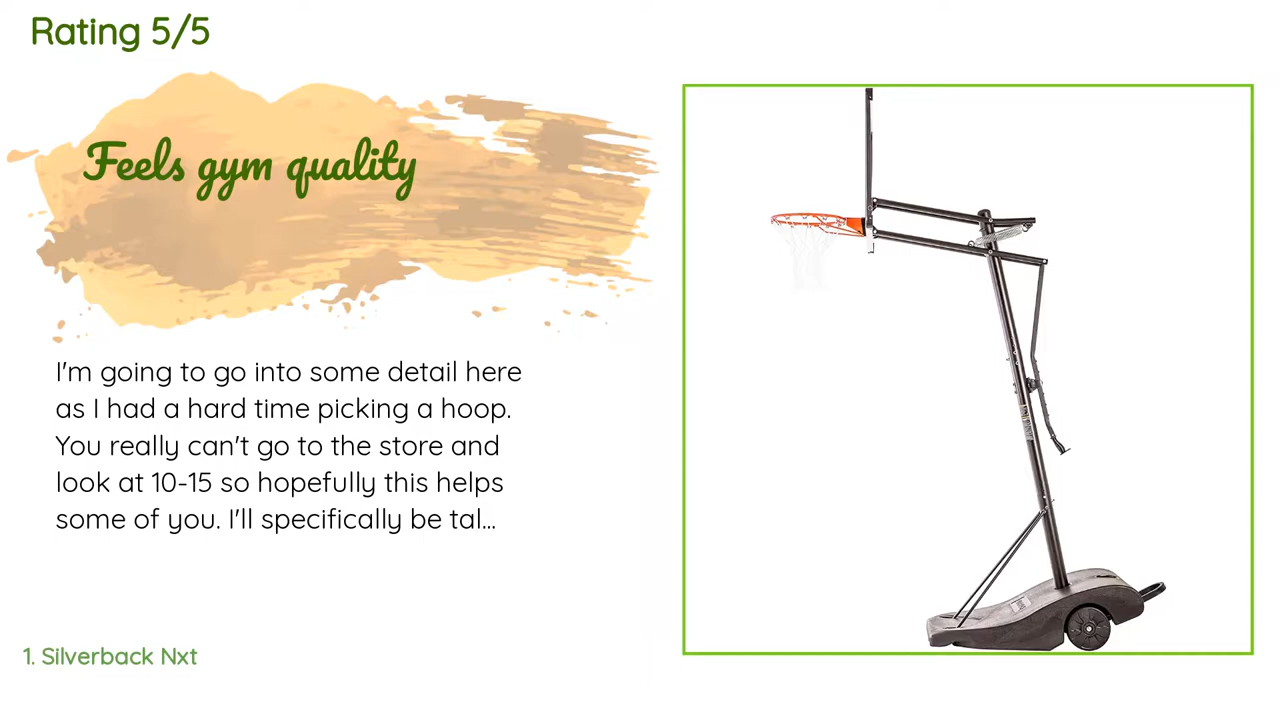 Rating 5/5
Feels gym quality
I'm going to go into some detail here
as I had a hard time picking a hoop.
You really can't go to the store and
look at 10-15 so hopefully this helps
some of you. I'll specifically be tal...
1. Silverback Nxt